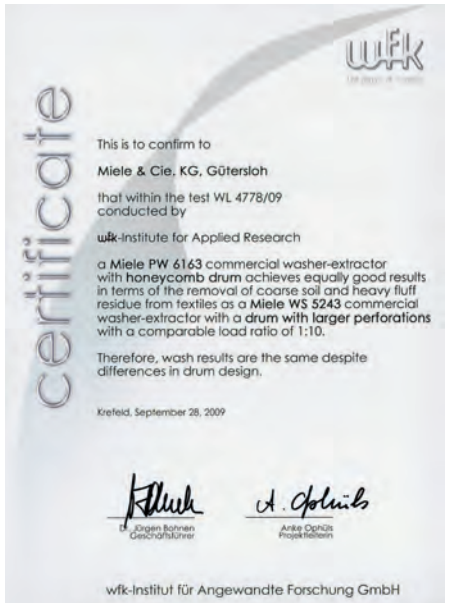 wfk
certificate
This is to confirm to
Miele & Cie. KG, Gütersloh
that within the test WL 4778/09
conducted by
wfk-Institute for Applied Research
a Miele PW 6163 commercial washer-extractor
with honeycomb drum achieves equally good results
in terms of the removal of coarse soil and heavy fluff
residue from textiles as a Miele WS 5243 commercial
washer-extractor with a drum with larger perforations
with a comparable load ratio of 1:10.
Therefore, wash results are the same despite
differences in drum design.
Krefeld, September 28, 2009
A. Ophüls
Dr. Jürgen Bohnen
Geschäftsführer
Anke Ophüls
Projektleiterin
wfk-Institut für Angewandte Forschung GmbH